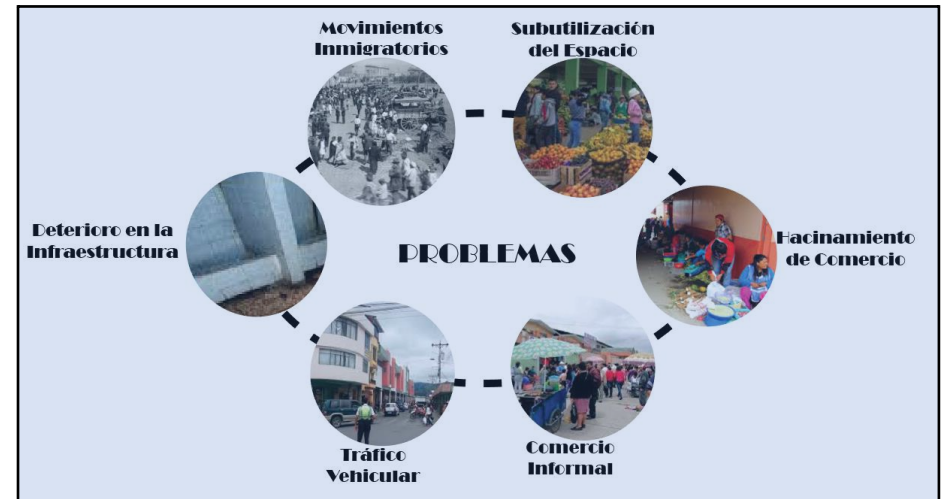 Movimientos
Inmigratorios
Subutilización
del Espacio
Deterioro en la
Infraestructura
PROBLEMAS
Hacinamiento
de Comercio
Tráfico
Vehicular
Comercio
Informal